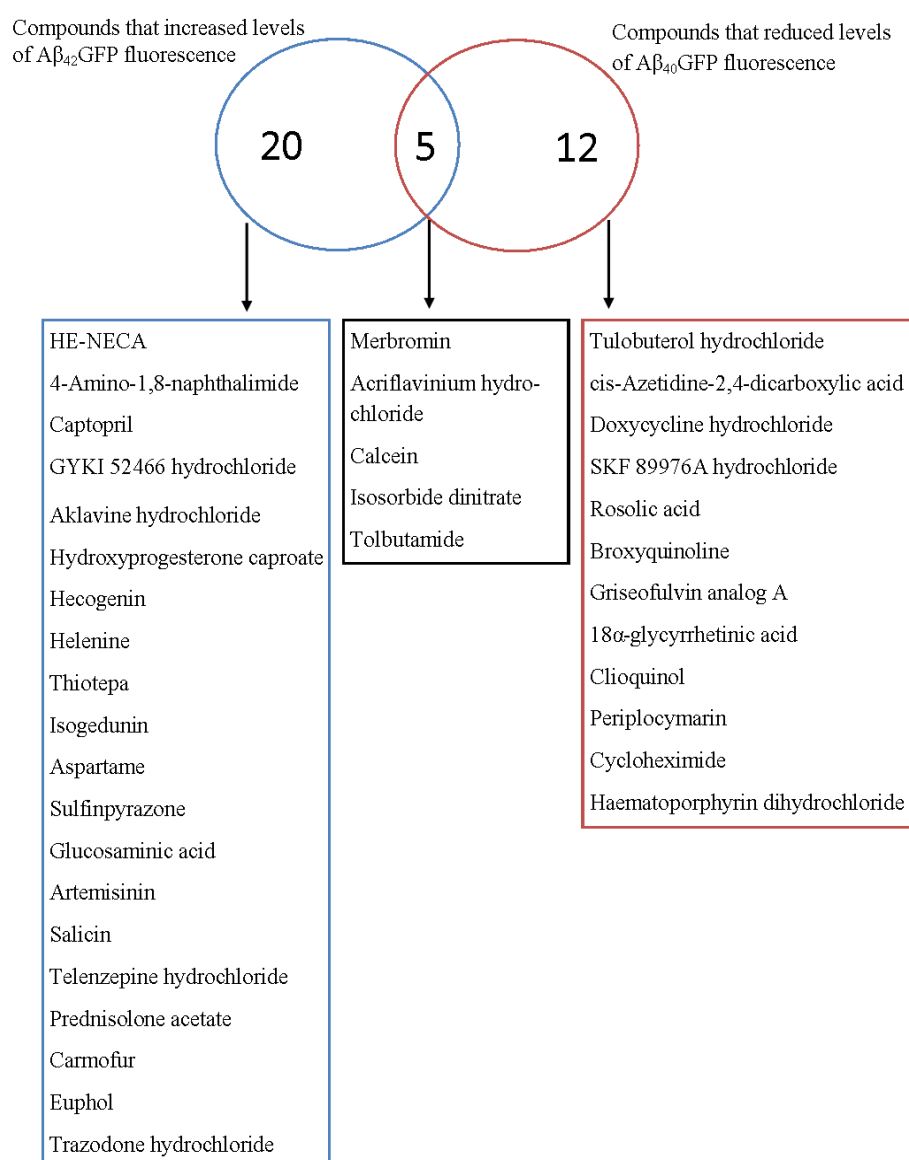 Compounds that increased levels
of Aβ₄₂GFP fluorescence
Compounds that reduced levels
of Aβ₄₀GFP fluorescence
20
5
12
HE-NECA
4-Amino-1,8-naphthalimide
Captopril
GYKI 52466 hydrochloride
Aklavine hydrochloride
Hydroxyprogesterone caproate
Hecogenin
Helenine
Thiotepa
Isogedunin
Aspartame
Sulfinpyrazone
Glucosaminic acid
Artemisinin
Salicin
Telenzepine hydrochloride
Prednisolone acetate
Carmofur
Euphol
Trazodone hydrochloride
Merbromin
Acriflavinium hydro-
chloride
Calcein
Isosorbide dinitrate
Tolbutamide
Tulobuterol hydrochloride
cis-Azetidine-2,4-dicarboxylic acid
Doxycycline hydrochloride
SKF 89976A hydrochloride
Rosolic acid
Broxyquinoline
Griseofulvin analog A
18α-glycyrrhetinic acid
Clioquinol
Periplocymarin
Cycloheximide
Haematoporphyrin dihydrochloride